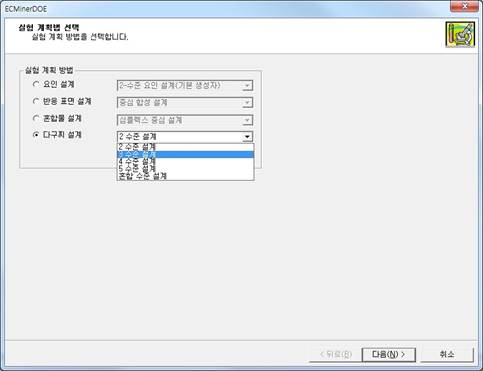 ECMinerDOE
실험 계획법 선택
실험 계획 방법을 선택합니다.
실험 계획 방법
요인 설계
2-수준 요인 설계(기본 생성자)
반응 표면 설계
중심 합성 설계
혼합물 설계
심플렉스 중심 설계
다구찌 설계
2 수준 설계
2 수준 설계
3 수준 설계
4 수준 설계
5 수준 설계
혼합 수준 설계
< 뒤로(B)
다음(N) >
취소